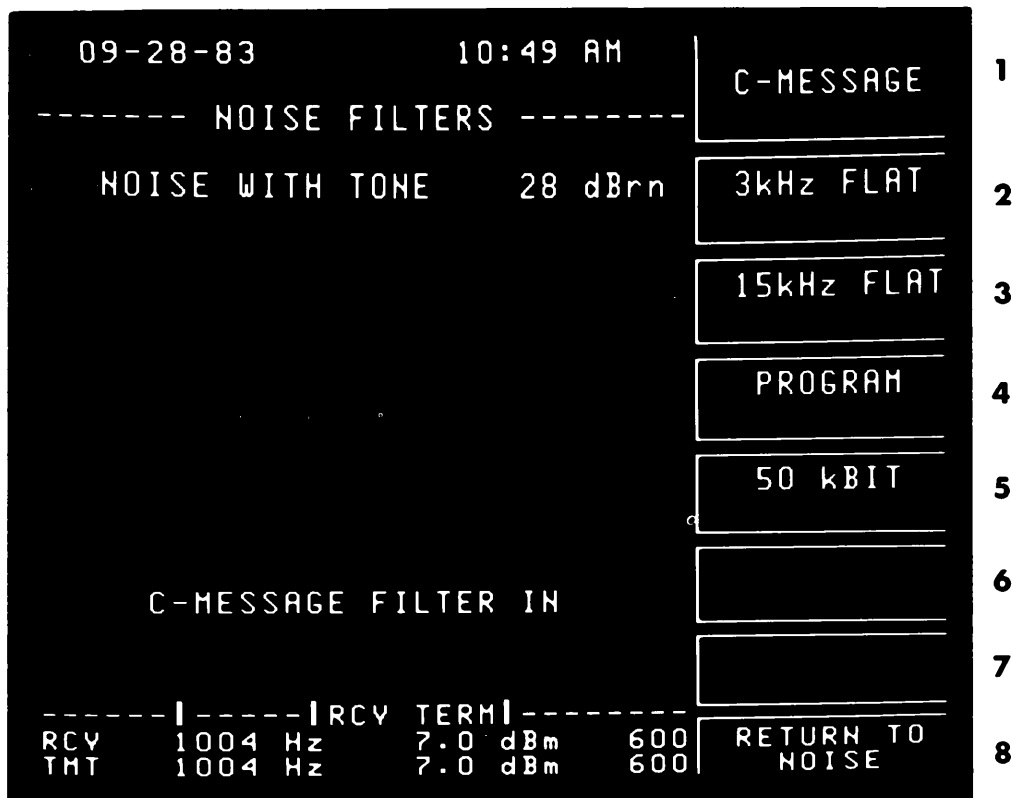 09-28-83 10:49 AM
------- NOISE FILTERS --------
NOISE WITH TONE 28 dBrn
C-MESSAGE FILTER IN
------|-----|RCV TERM|---------
RCV 1004 Hz 7.0 dBm 600
TMT 1004 Hz 7.0 dBm 600
C-MESSAGE 1
3kHz FLAT 2
15kHz FLAT 3
PROGRAM 4
50 kBIT 5
6
7
RETURN TO
NOISE 8